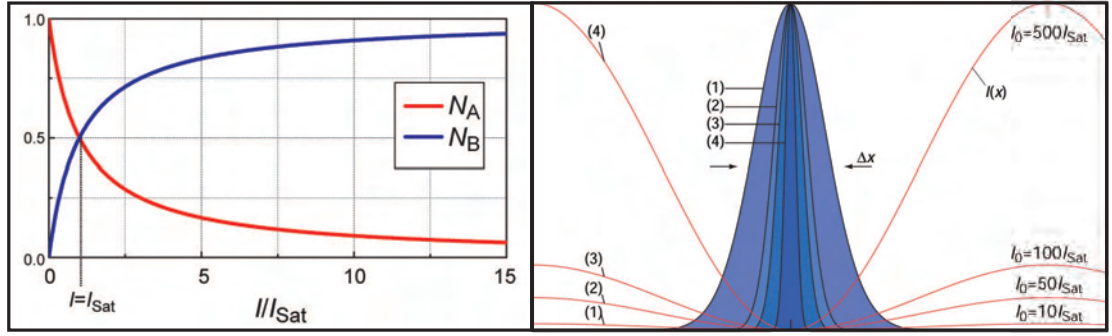 1.0
0.5
0.0
N_A
N_B
0
5
10
15
I=I_Sat
I/I_Sat
(4)
(3)
(2)
(1)
(1)
(2)
(3)
(4)
Δx
I_0=500I_Sat
I(x)
I_0=100I_Sat
I_0=50I_Sat
I_0=10I_Sat